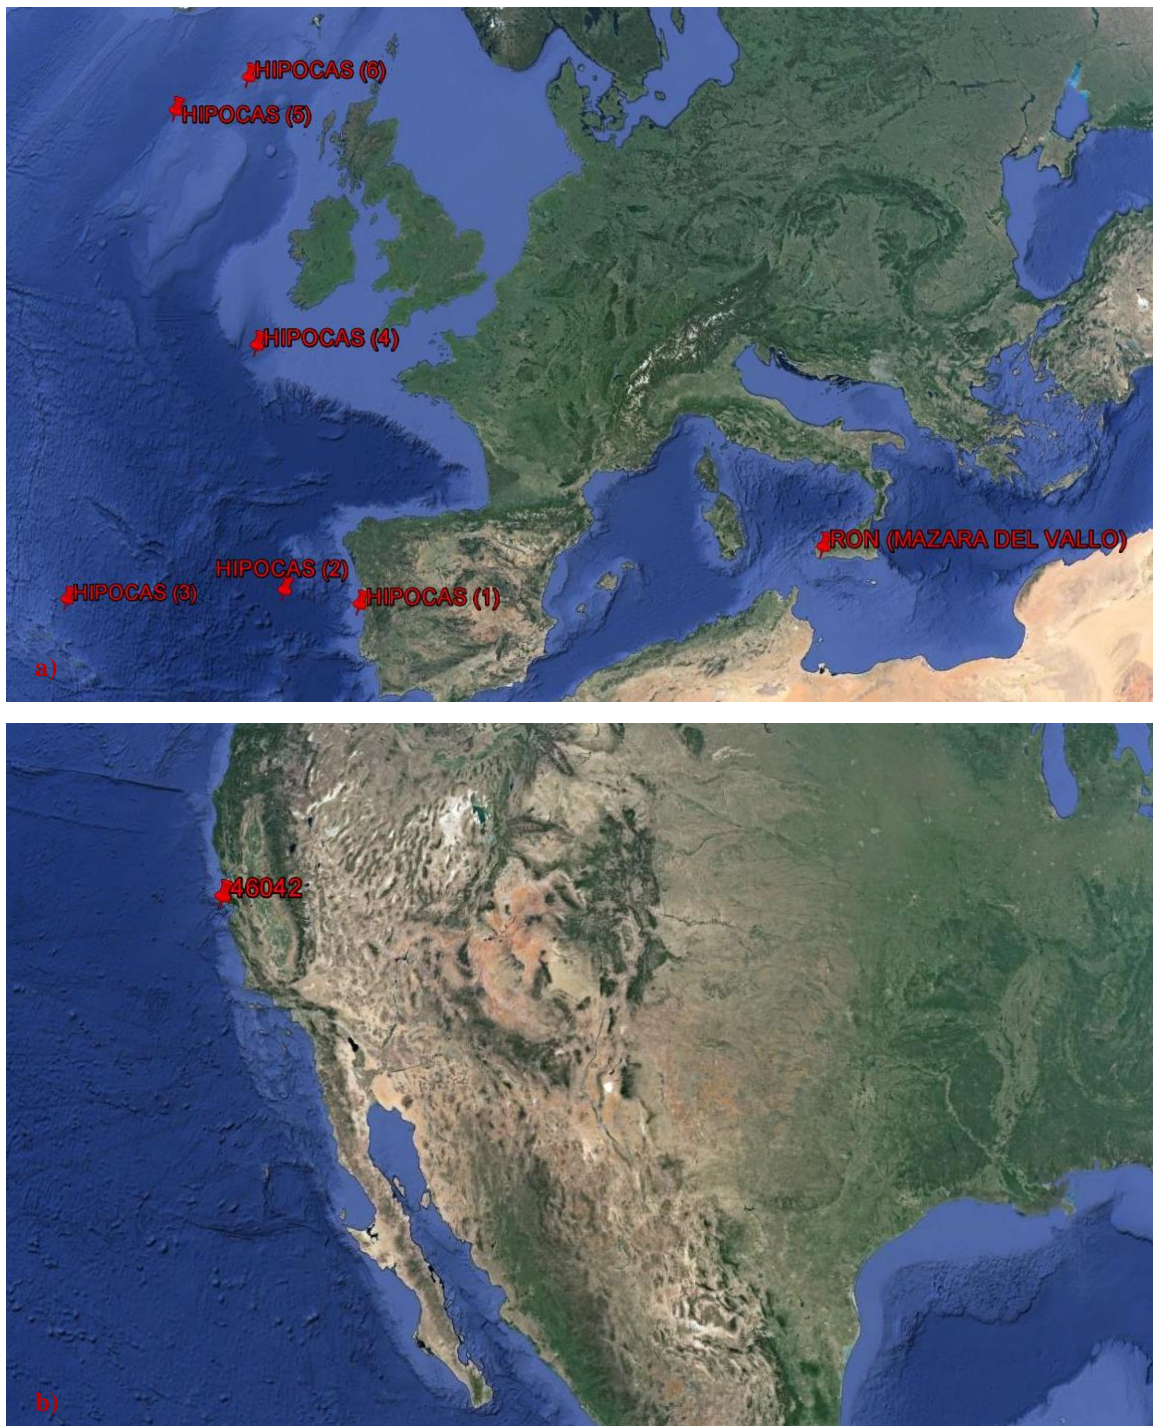 HIPOCAS (6)
HIPOCAS (5)
HIPOCAS (4)
RON (MAZARA DEL VALLO)
HIPOCAS (2)
HIPOCAS (3)
HIPOCAS (1)
a)
46042
b)